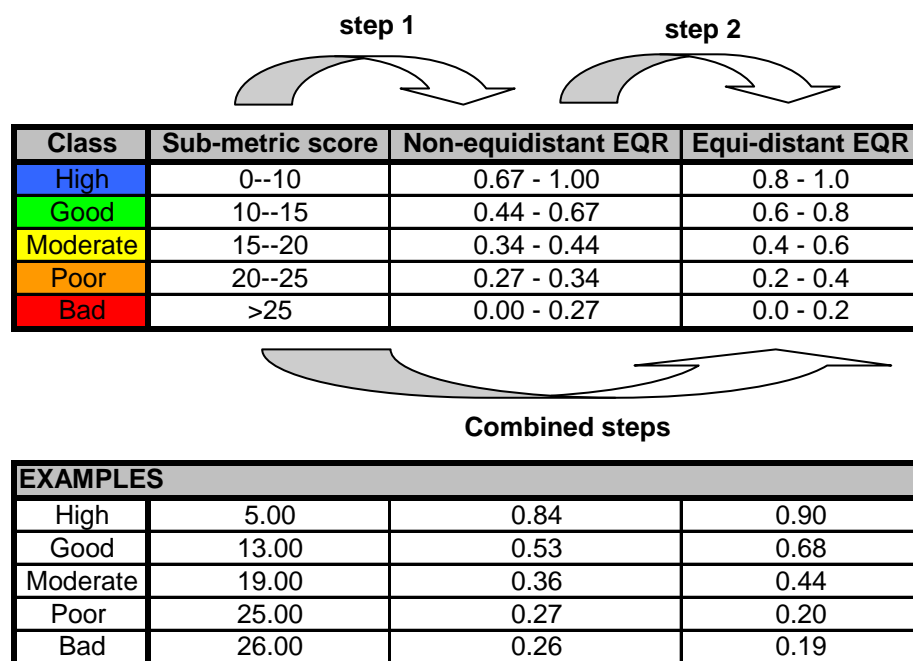 step 1 step 2
Class Sub-metric score Non-equidistant EQR Equi-distant EQR
High 0--10 0.67 - 1.00 0.8 - 1.0
Good 10--15 0.44 - 0.67 0.6 - 0.8
Moderate 15--20 0.34 - 0.44 0.4 - 0.6
Poor 20--25 0.27 - 0.34 0.2 - 0.4
Bad >25 0.00 - 0.27 0.0 - 0.2
Combined steps
EXAMPLES
High 5.00 0.84 0.90
Good 13.00 0.53 0.68
Moderate 19.00 0.36 0.44
Poor 25.00 0.27 0.20
Bad 26.00 0.26 0.19